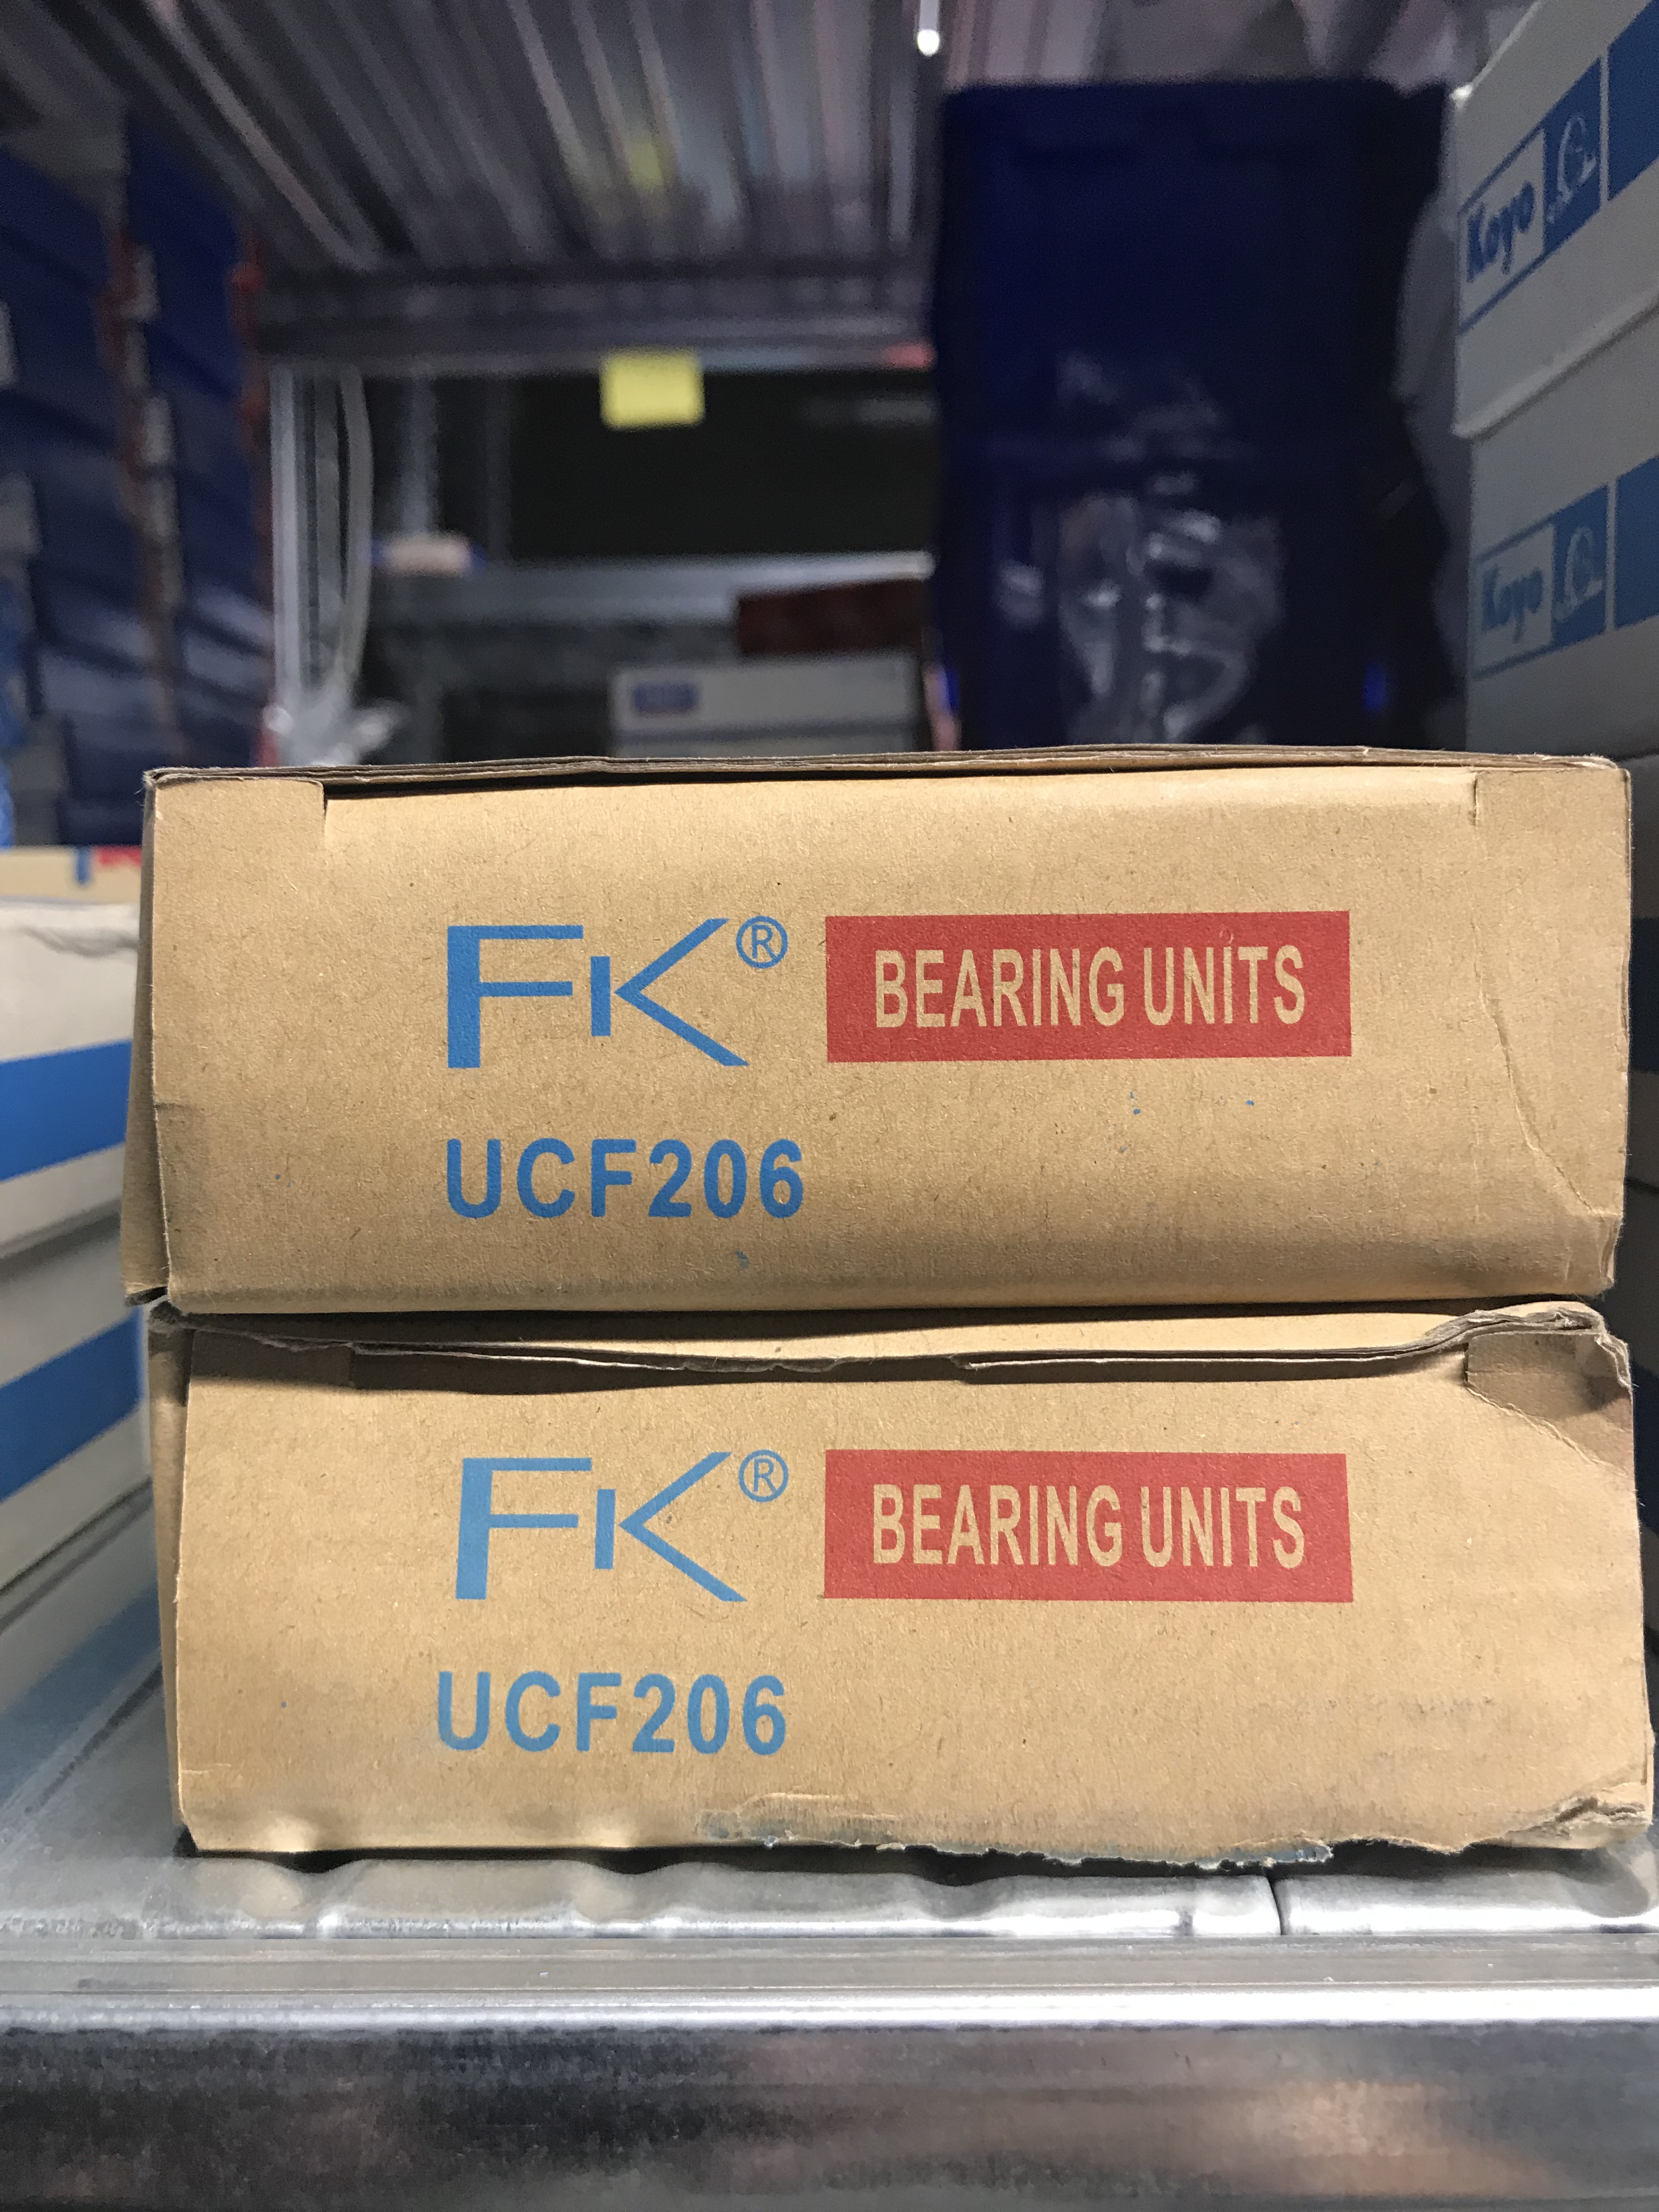 Koyo
Koyo
FK® BEARING UNITS
UCF206
FK® BEARING UNITS
UCF206